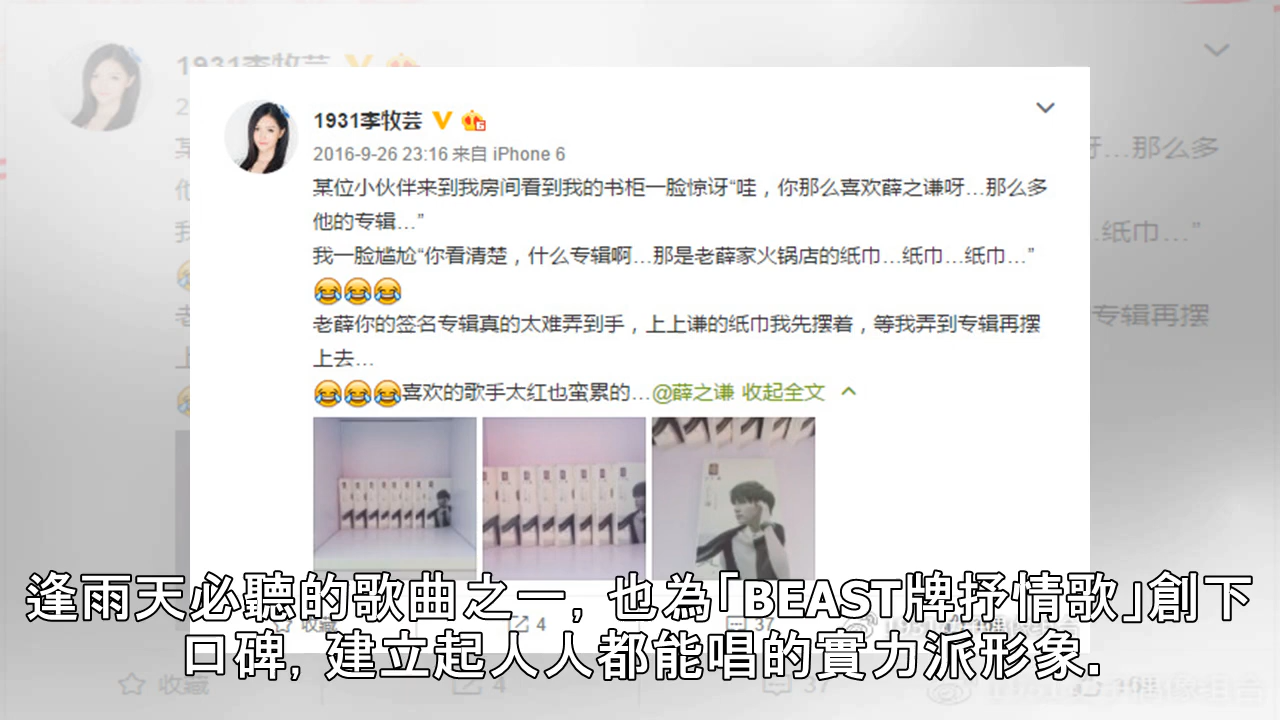 1931李牧芸
2016-9-26 23:16 来自 iPhone 6
某位小伙伴来到我房间看到我的书柜一脸惊讶“哇，你那么喜欢薛之谦呀…那么多
他的专辑…”
我一脸尴尬“你看清楚，什么专辑啊…那是老薛家火锅店的纸巾…纸巾…纸巾…”
老薛你的签名专辑真的太难弄到手，上上谦的纸巾我先摆着，等我弄到专辑再摆
上去…
喜欢的歌手太红也蛮累的…@薛之谦 收起全文
逢雨天必聽的歌曲之一, 也為「BEAST牌抒情歌」創下
口碑, 建立起人人都能唱的實力派形象.
收藏
4
37